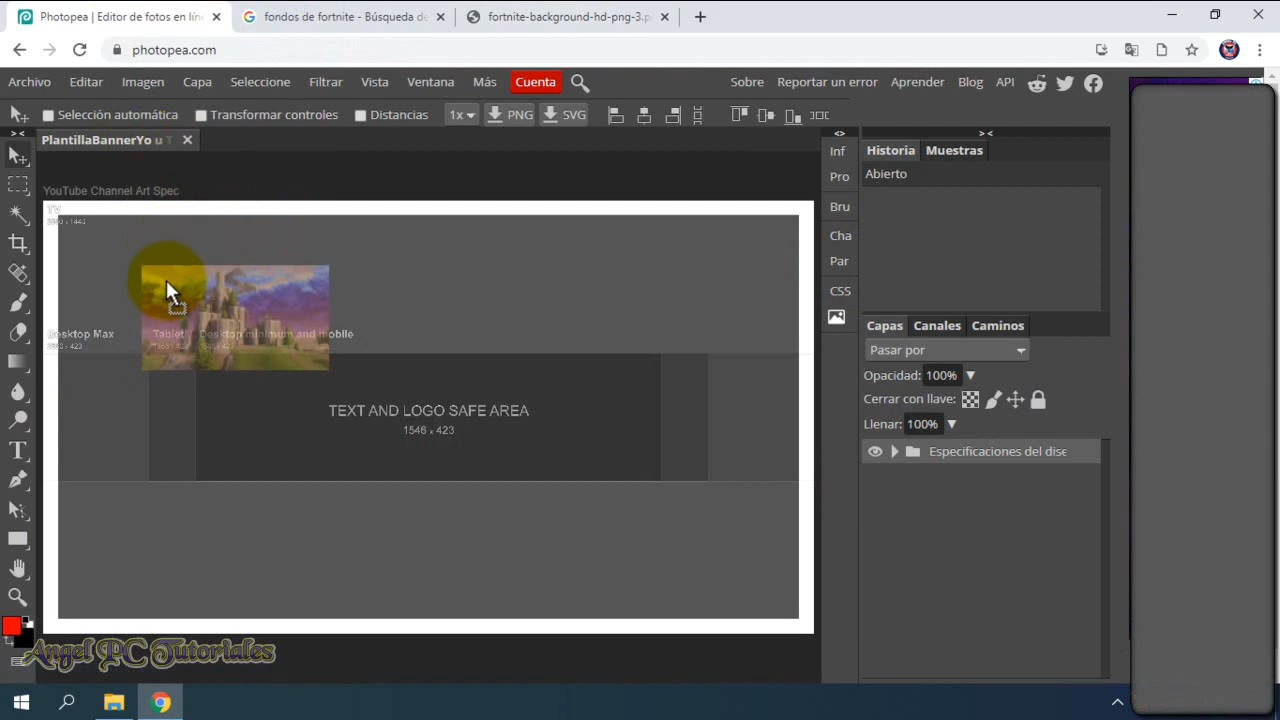 Photopea | Editor de fotos en líne
fondos de fortnite - Búsqueda de
fortnite-background-hd-png-3.p
photopea.com
Archivo Editar Imagen Capa Seleccione Filtrar Vista Ventana Más Cuenta
Sobre Reportar un error Aprender Blog API
Selección automática Transformar controles Distancias 1x PNG SVG
PlantillaBannerYo u T
YouTube Channel Art Spec
TV
Desktop Max
Tablet
Desktop minimum and mobile
TEXT AND LOGO SAFE AREA
1546 x 423
Inf
Pro
Bru
Cha
Par
CSS
Historia Muestras
Abierto
Capas Canales Caminos
Pasar por
Opacidad: 100%
Cerrar con llave:
Llenar: 100%
Especificaciones del dise
Angel PC Tutoriales